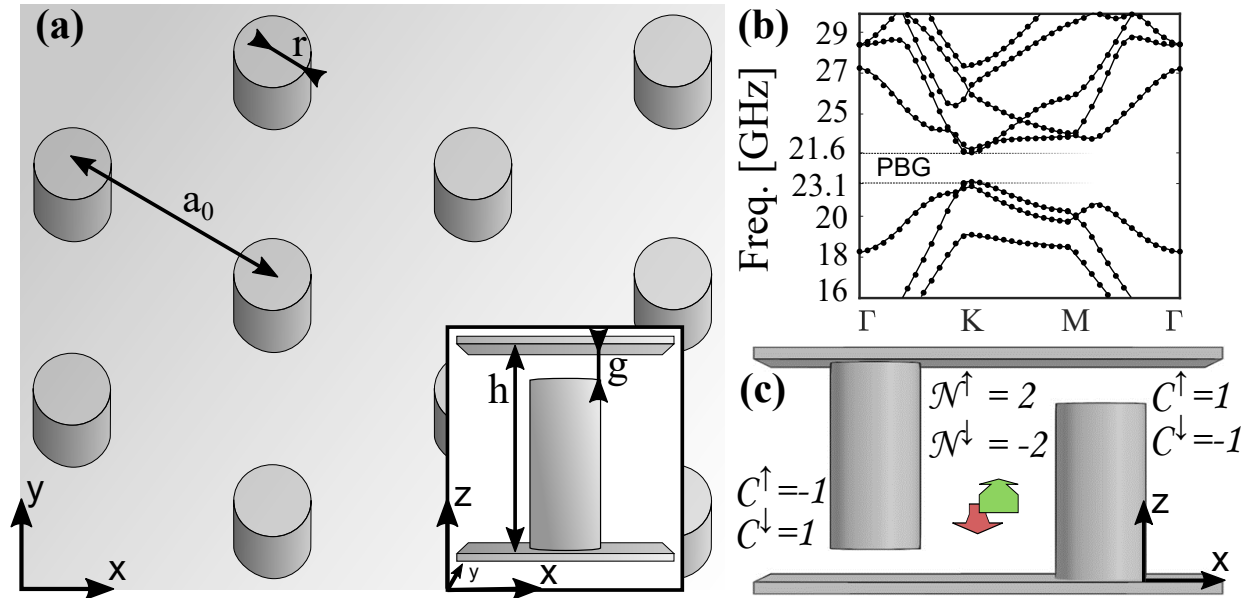 (a)
r
a₀
h
g
z
y
x
y
x
(b)
Freq. [GHz]
29
27
25
21.6
23.1
20
18
16
PBG
Γ K M Γ
(c)
𝒩↑ = 2
𝒩↓ = -2
C↑=1
C↓=-1
C↑=-1
C↓=1
z
x